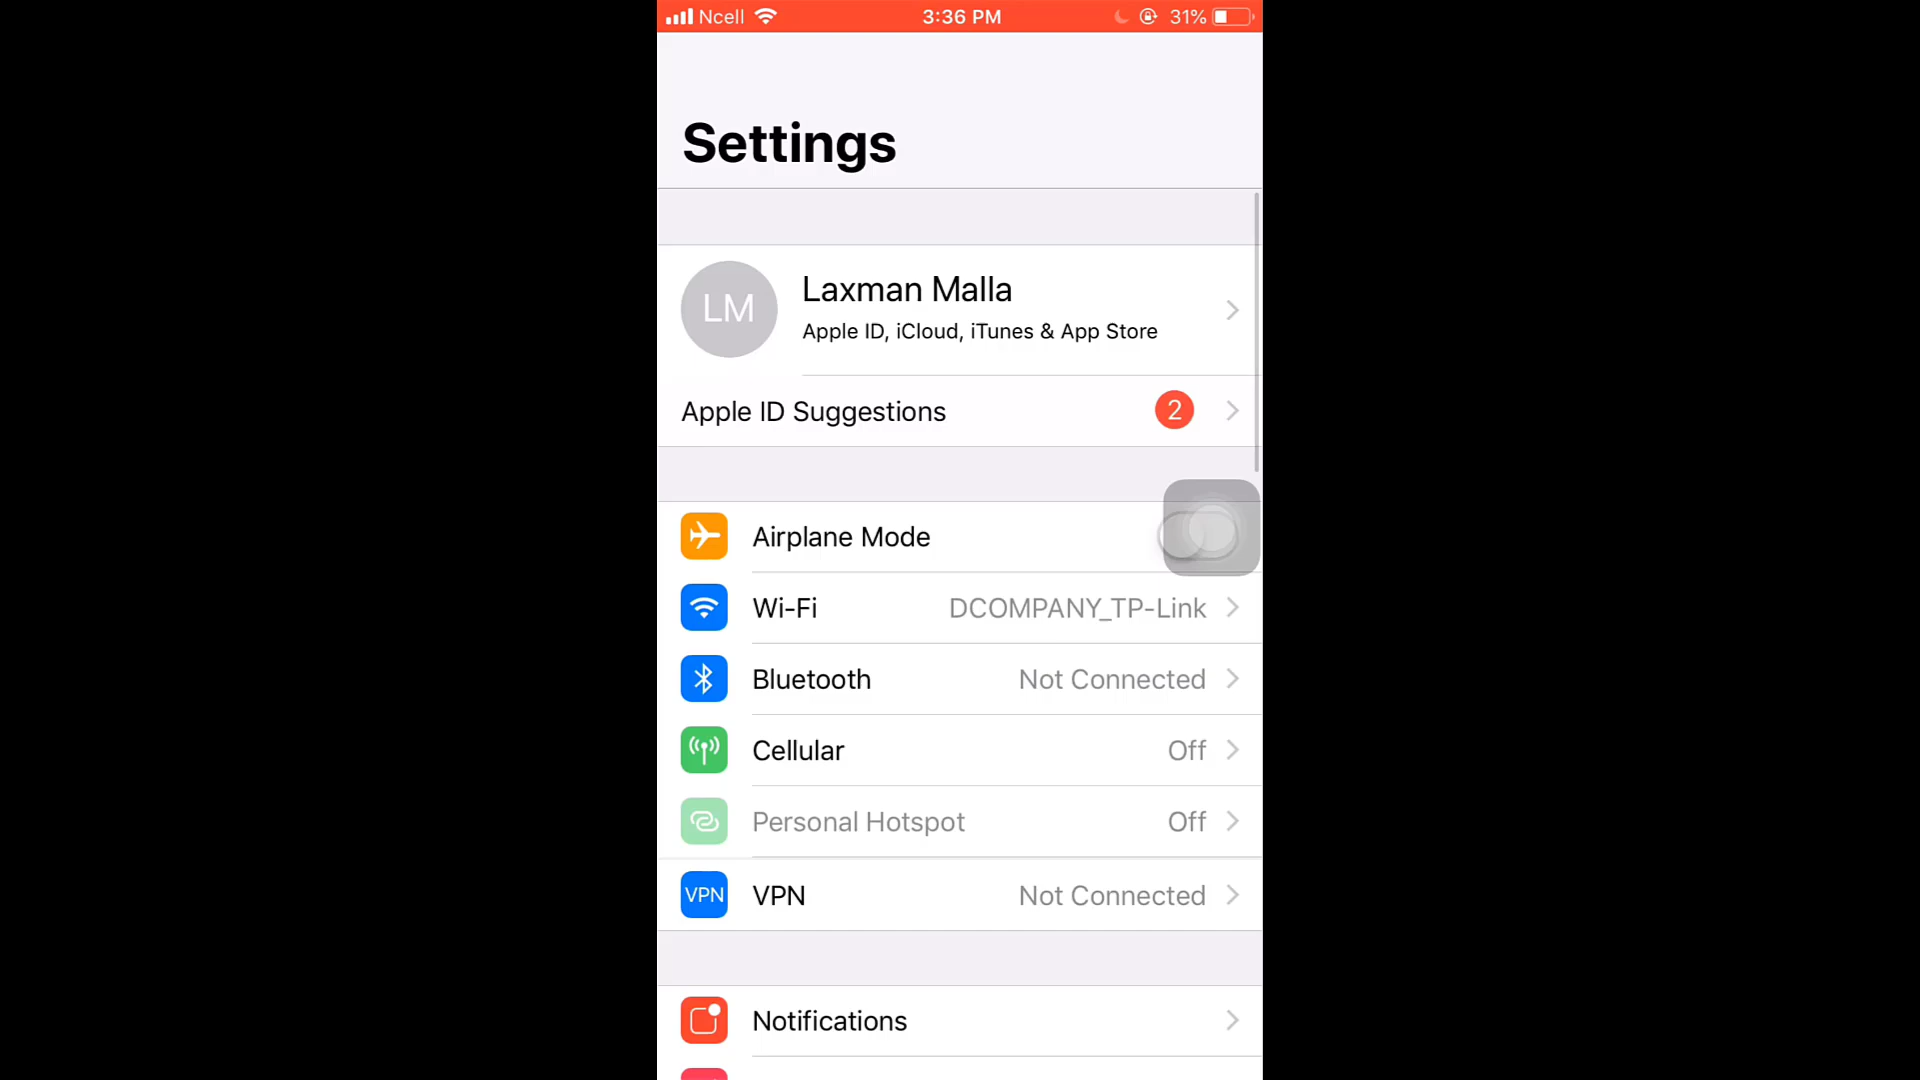 Ncell 3:36 PM 31%
Settings
LM
Laxman Malla
Apple ID, iCloud, iTunes & App Store
Apple ID Suggestions 2
Airplane Mode
Wi-Fi DCOMPANY_TP-Link
Bluetooth Not Connected
Cellular Off
Personal Hotspot Off
VPN VPN Not Connected
Notifications